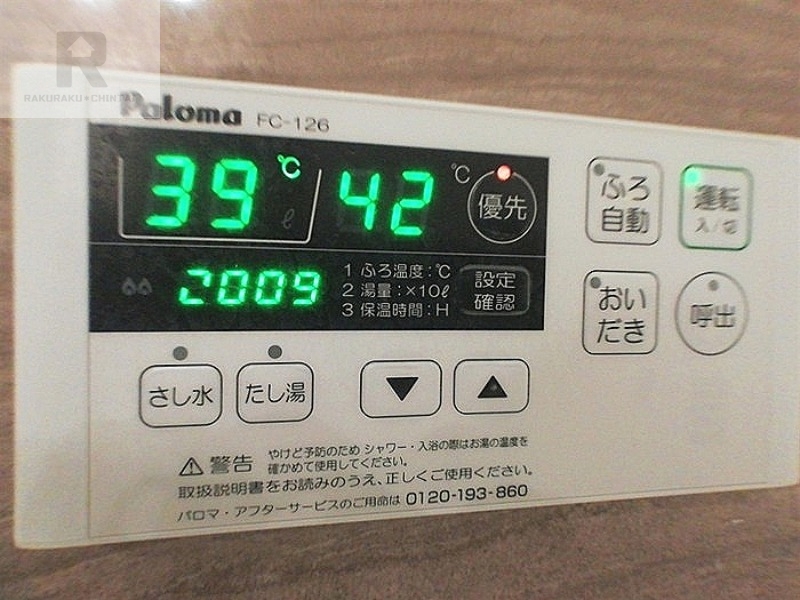 R
RAKURAKU★CHINTAI
Paloma FC-126
39℃ ℓ 42 ℃ 優先
2009
1 ふろ温度:℃
2 湯量:×10ℓ
3 保温時間:H
設定
確認
ふろ
自動
運転
入/切
おい
だき
呼出
さし水 たし湯 ▼ ▲
⚠警告 やけど予防のため シャワー・入浴の際はお湯の温度を
確かめて使用してください。
取扱説明書をお読みのうえ、正しくご使用ください。
パロマ・アフターサービスのご用命は 0120-193-860